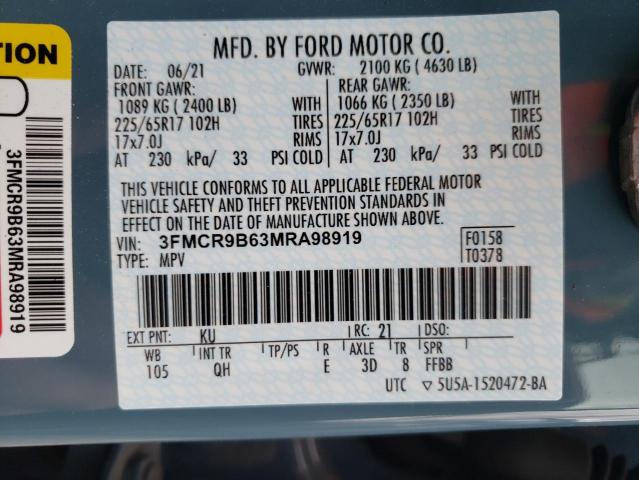 TION
3FMCR9B63MRA98919
MFD. BY FORD MOTOR CO.
DATE: 06/21 GVWR: 2100 KG ( 4630 LB)
FRONT GAWR: REAR GAWR:
1089 KG ( 2400 LB) WITH 1066 KG ( 2350 LB) WITH
225/65R17 102H TIRES 225/65R17 102H TIRES
17x7.0J RIMS 17x7.0J RIMS
AT 230 kPa/ 33 PSI COLD AT 230 kPa/ 33 PSI COLD
THIS VEHICLE CONFORMS TO ALL APPLICABLE FEDERAL MOTOR
VEHICLE SAFETY AND THEFT PREVENTION STANDARDS IN
EFFECT ON THE DATE OF MANUFACTURE SHOWN ABOVE.
VIN: 3FMCR9B63MRA98919 F0158
TYPE: MPV T0378
EXT PNT: KU RC: 21 DSO:
WB INT TR TP/PS R AXLE TR SPR
105 QH E 3D 8 FFBB
UTC ▽ 5U5A-1520472-BA